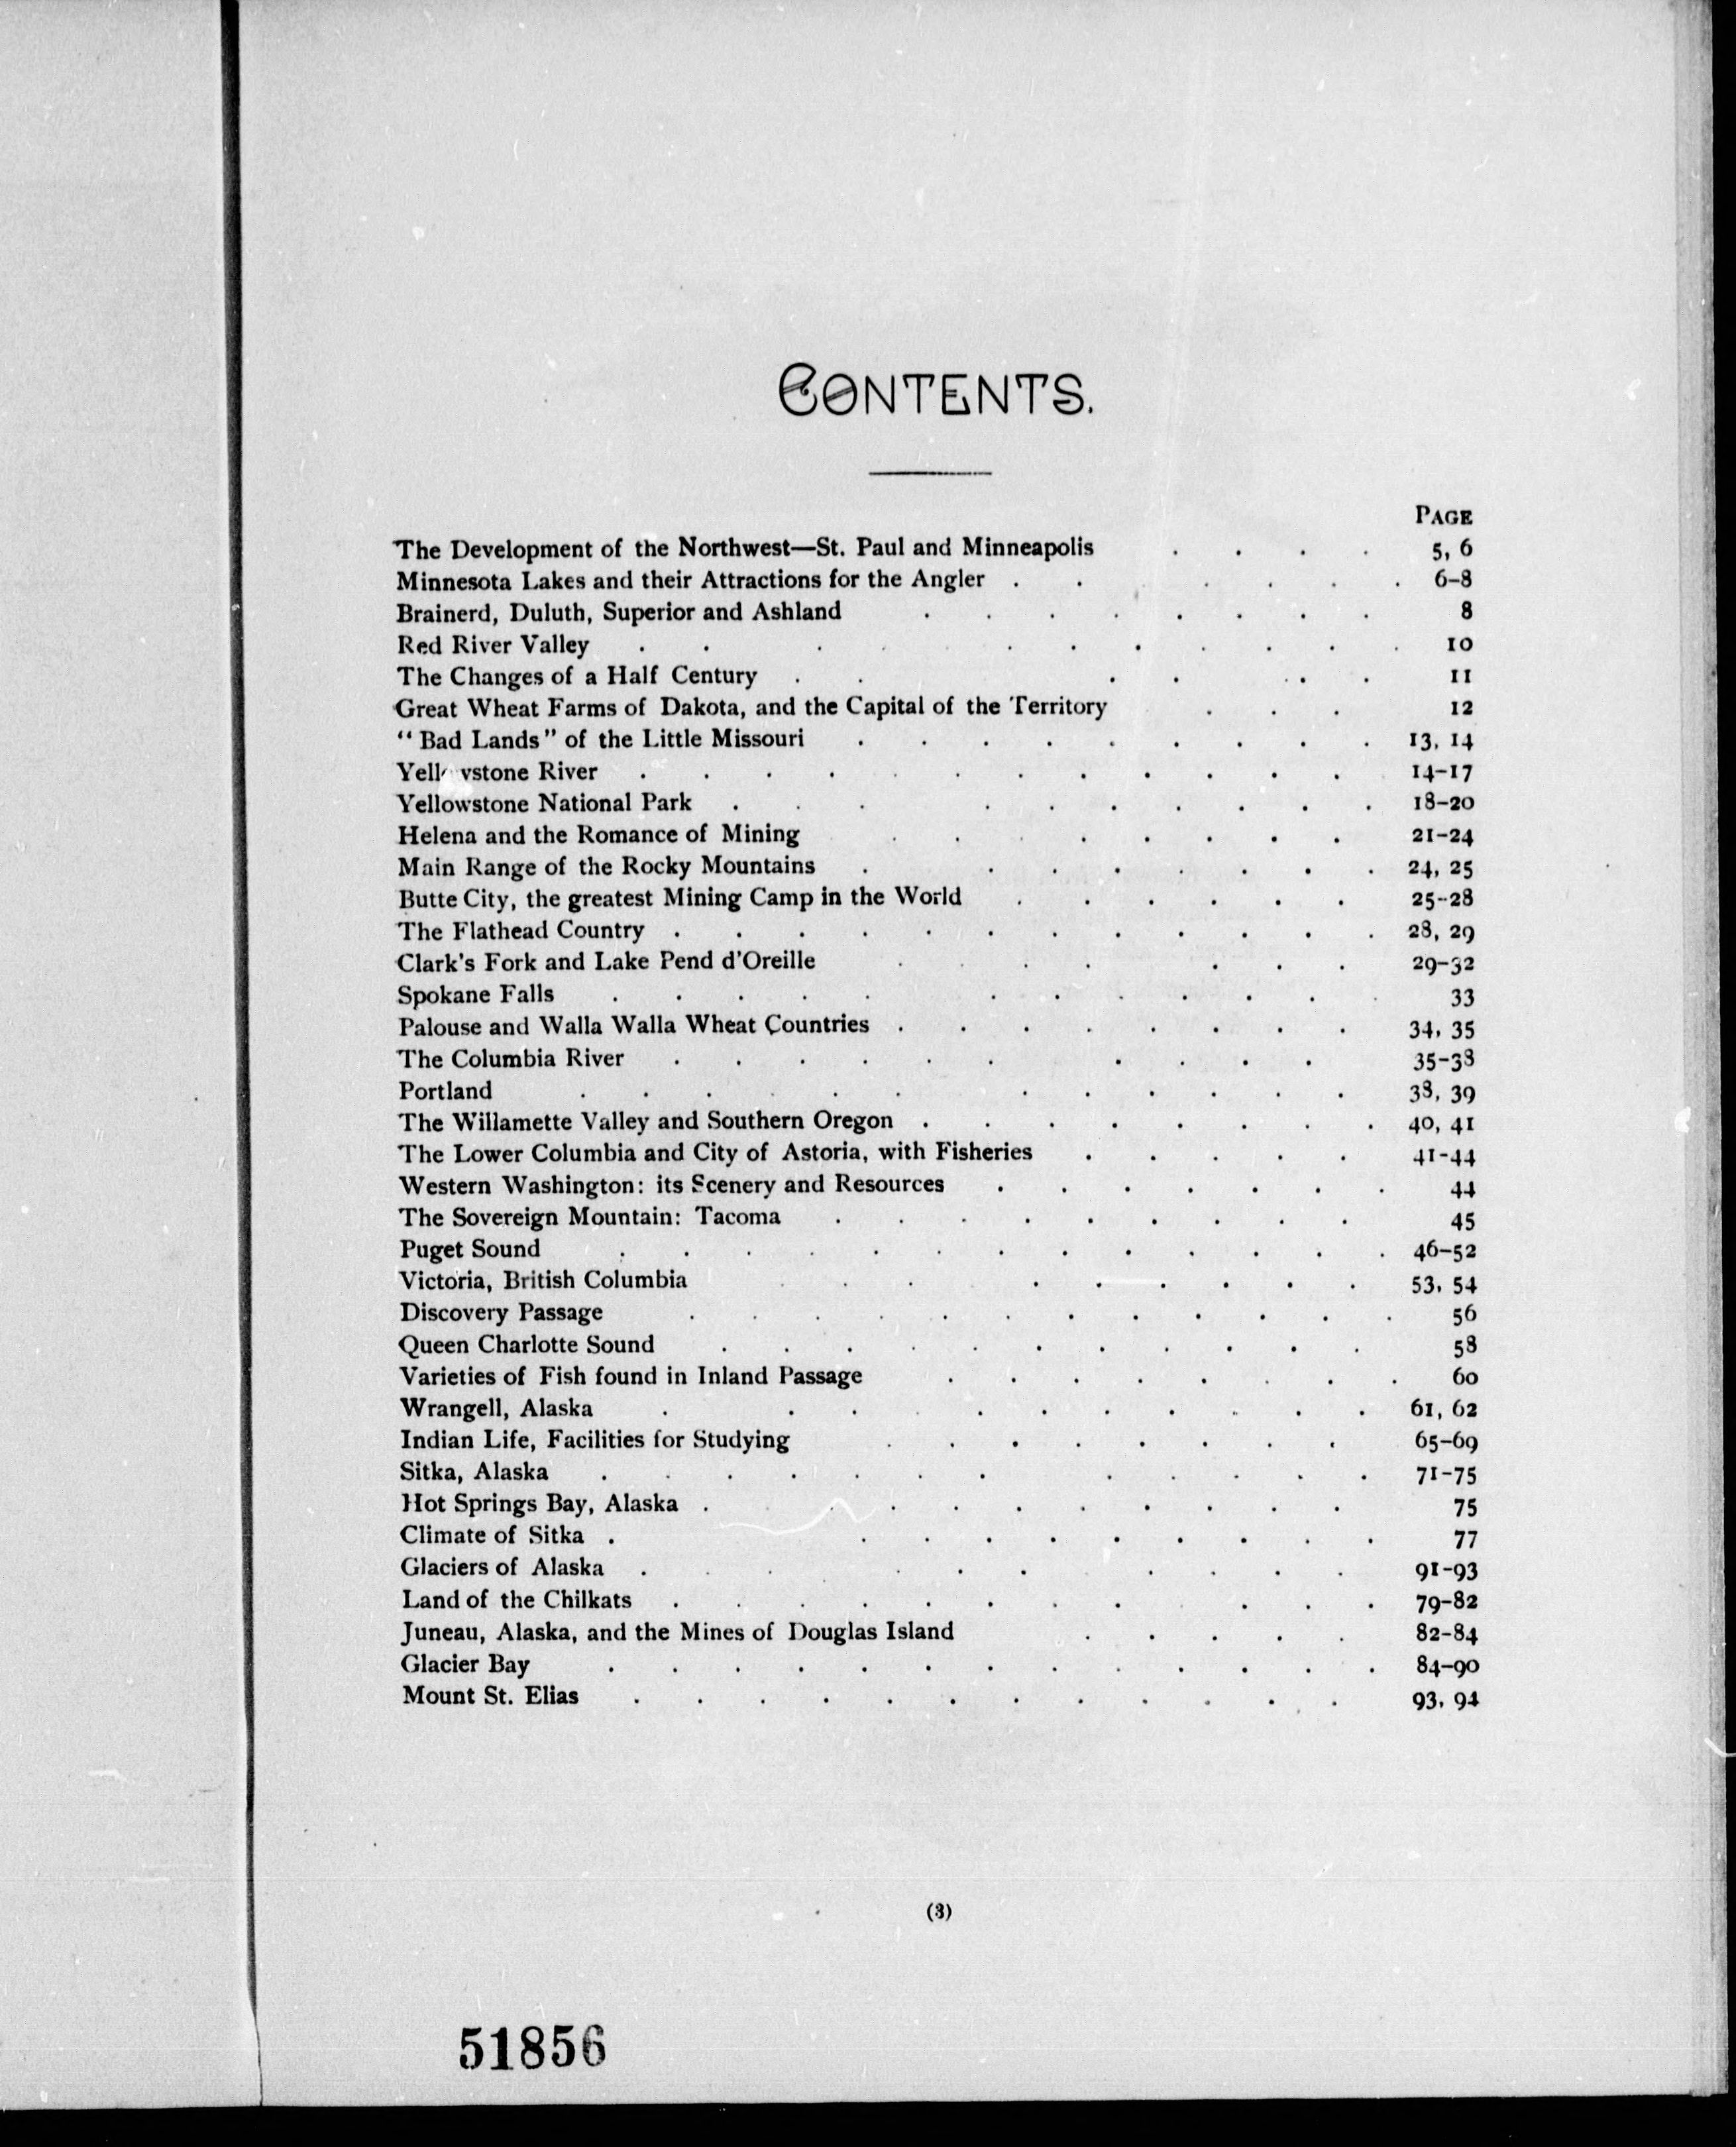 CONTENTS.
PAGE
The Development of the Northwest—St. Paul and Minneapolis . . . . 5, 6
Minnesota Lakes and their Attractions for the Angler . . . . . . 6-8
Brainerd, Duluth, Superior and Ashland . . . . . . . . 8
Red River Valley . . . . . . . . . . . 10
The Changes of a Half Century . . . . . . 11
Great Wheat Farms of Dakota, and the Capital of the Territory . . . 12
"Bad Lands" of the Little Missouri . . . . . . . . . 13, 14
Yell vstone River . . . . . . . . . . . 14-17
Yellowstone National Park . . . . . . . . . . 18-20
Helena and the Romance of Mining . . . . . . . 21-24
Main Range of the Rocky Mountains . . . . . . . . 24, 25
Butte City, the greatest Mining Camp in the World . . . . . . 25-28
The Flathead Country . . . . . . . . . . . . 28, 29
Clark's Fork and Lake Pend d'Oreille . . . . . . . 29-32
Spokane Falls . . . . . . . . . . . . 33
Palouse and Walla Walla Wheat Countries . . . . . . . . 34, 35
The Columbia River . . . . . . . . . . 35-38
Portland . . . . . . . . . . . . 38, 39
The Willamette Valley and Southern Oregon . . . . . . . . 40, 41
The Lower Columbia and City of Astoria, with Fisheries . . . . . 41-44
Western Washington: its Scenery and Resources . . . . . . . 44
The Sovereign Mountain: Tacoma . . . . . . . . . 45
Puget Sound . . . . . . . . . . . . . 46-52
Victoria, British Columbia . . . . . . . . . 53, 54
Discovery Passage . . . . . . . . . . . . 56
Queen Charlotte Sound . . . . . . . . . . . 58
Varieties of Fish found in Inland Passage . . . . . . . . 60
Wrangell, Alaska . . . . . . . . . . . 61, 62
Indian Life, Facilities for Studying . . . . . . . . 65-69
Sitka, Alaska . . . . . . . . . . . . 71-75
Hot Springs Bay, Alaska . . . . . . . . . . 75
Climate of Sitka . . . . . . . . . . 77
Glaciers of Alaska . . . . . . . . . . . 91-93
Land of the Chilkats . . . . . . . . . . . 79-82
Juneau, Alaska, and the Mines of Douglas Island . . . . . 82-84
Glacier Bay . . . . . . . . . . . . . 84-90
Mount St. Elias . . . . . . . . . . . . 93, 94
(3)
51856